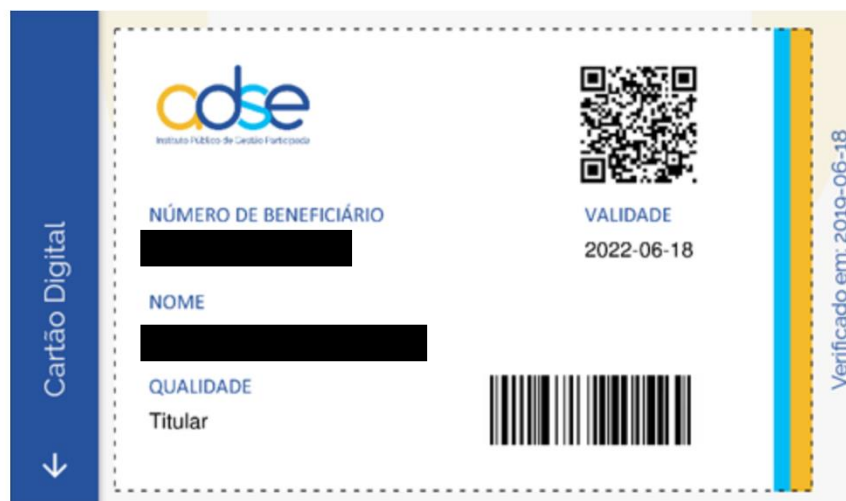 Cartão Digital
adse
Instituto Público de Gestão Participada
NÚMERO DE BENEFICIÁRIO
VALIDADE
2022-06-18
NOME
QUALIDADE
Titular
Verificado em: 2019-06-18